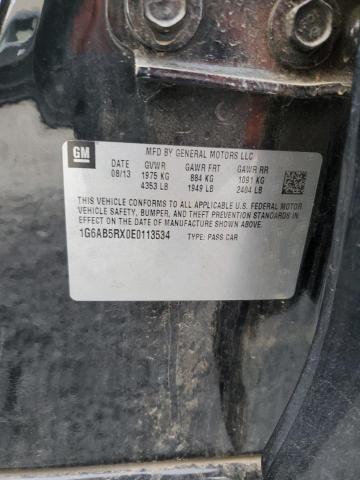 GM
MFD BY GENERAL MOTORS LLC
DATE GVWR GAWR FRT GAWR RR
08/13 1975 KG 884 KG 1091 KG
4353 LB 1949 LB 2404 LB
THIS VEHICLE CONFORMS TO ALL APPLICABLE U.S. FEDERAL MOTOR
VEHICLE SAFETY, BUMPER, AND THEFT PREVENTION STANDARDS IN
EFFECT ON THE DATE OF MANUFACTURE SHOWN ABOVE.
1G6AB5RX0E0113534 TYPE: PASS CAR